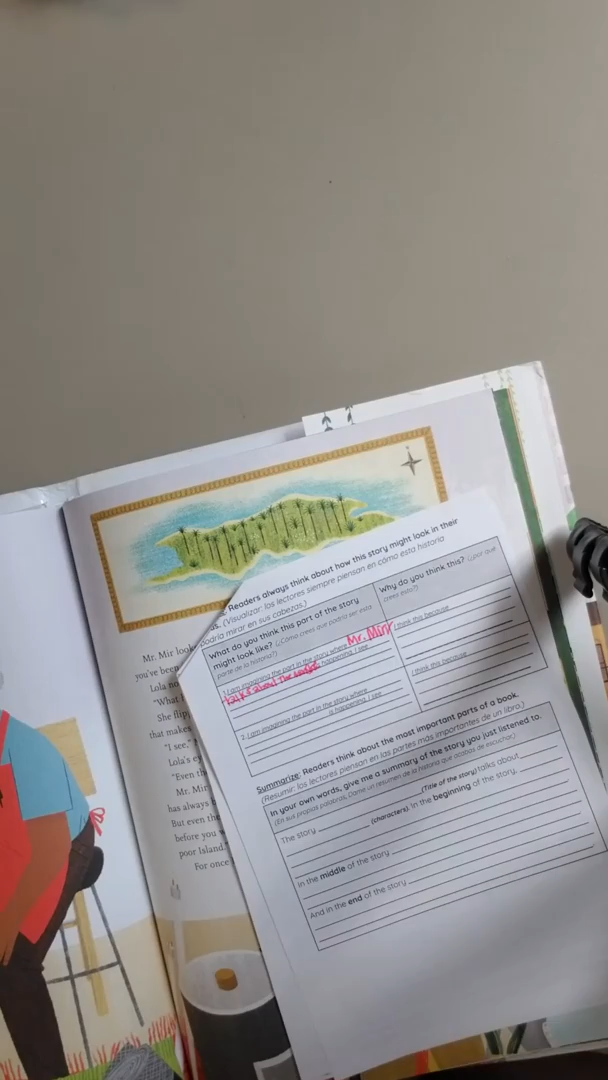 Mr. Mir look
you've been
Lola no
"What
She flip
that makes
"I see,"
Lola's ey
"Even th
Mr. Mir
has always
But even the
before you
poor Island."
For once
: Readers always think about how this story might look in their
as. (Visualizar: los lectores siempre piensan en cómo esta historia
podría mirar en sus cabezas.)
What do you think this part of the story
might look like? (¿Cómo crees que podría ser esta
parte de la historia?)
Why do you think this? (¿por qué
crees esto?)
1. I am imagining the part in the story where Mr. Mir
talks about The happening. I see
I think this because
2. I am imagining the part in the story where
is happening. I see
I think this because
Summarize: Readers think about the most important parts of a book.
(Resumir: los lectores piensan en las partes más importantes de un libro.)
In your own words, give me a summary of the story you just listened to.
(En sus propias palabras, Dame un resumen de la historia que acabas de escuchar.)
The story (Title of the story) talks about
(characters). In the beginning of the story,
In the middle of the story
And in the end of the story